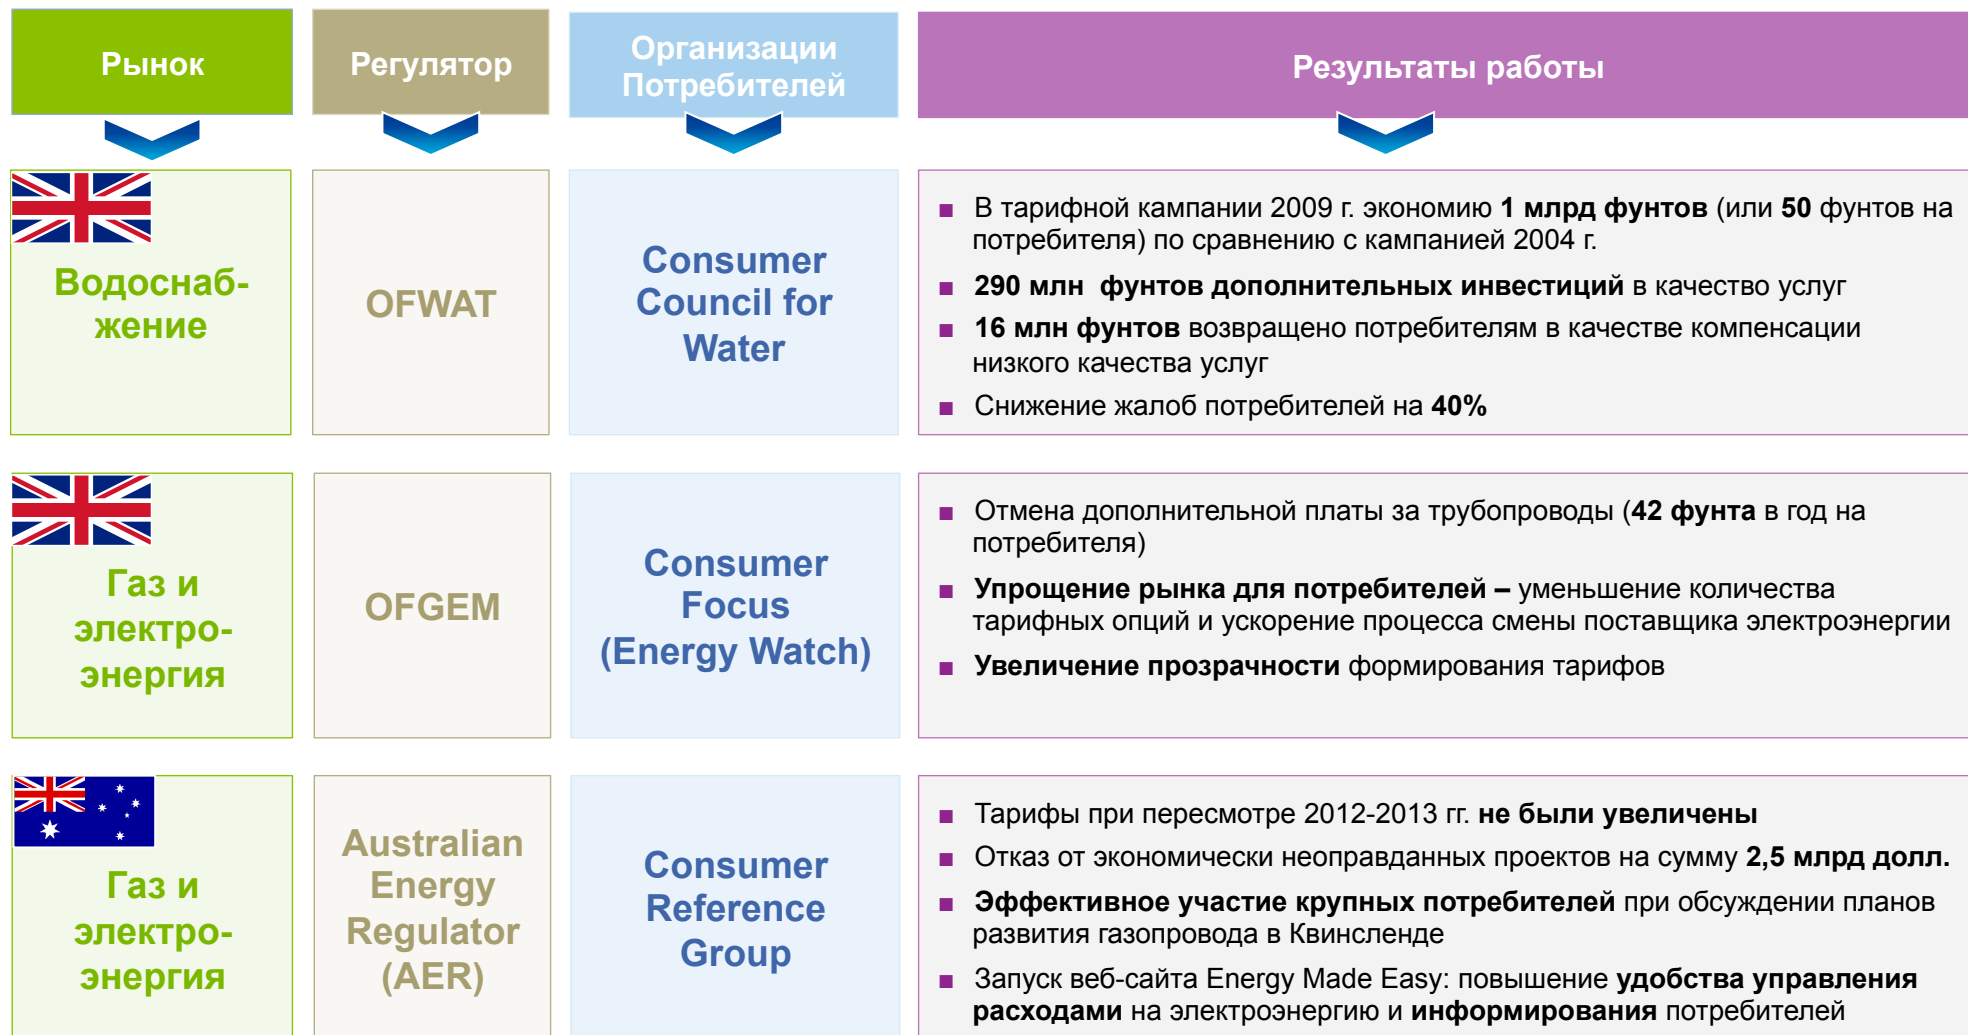 Рынок
Регулятор
Организации
Потребителей
Результаты работы
Водоснаб-
жение
OFWAT
Consumer
Council for
Water
■ В тарифной кампании 2009 г. экономию 1 млрд фунтов (или 50 фунтов на
потребителя) по сравнению с кампанией 2004 г.
■ 290 млн фунтов дополнительных инвестиций в качество услуг
■ 16 млн фунтов возвращено потребителям в качестве компенсации
низкого качества услуг
■ Снижение жалоб потребителей на 40%
Газ и
электро-
энергия
OFGEM
Consumer
Focus
(Energy Watch)
■ Отмена дополнительной платы за трубопроводы (42 фунта в год на
потребителя)
■ Упрощение рынка для потребителей – уменьшение количества
тарифных опций и ускорение процесса смены поставщика электроэнергии
■ Увеличение прозрачности формирования тарифов
Газ и
электро-
энергия
Australian
Energy
Regulator
(AER)
Consumer
Reference
Group
■ Тарифы при пересмотре 2012-2013 гг. не были увеличены
■ Отказ от экономически неоправданных проектов на сумму 2,5 млрд долл.
■ Эффективное участие крупных потребителей при обсуждении планов
развития газопровода в Квинсленде
■ Запуск веб-сайта Energy Made Easy: повышение удобства управления
расходами на электроэнергию и информирования потребителей